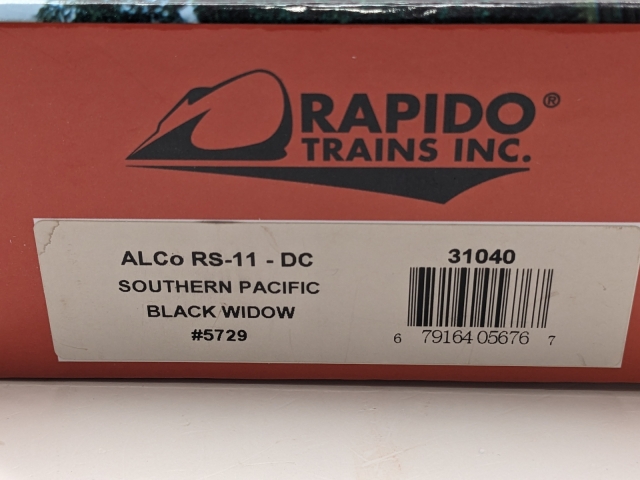 RAPIDO®
TRAINS INC.
ALCo RS-11 - DC
SOUTHERN PACIFIC
BLACK WIDOW
#5729
31040
6 79164 05676 7